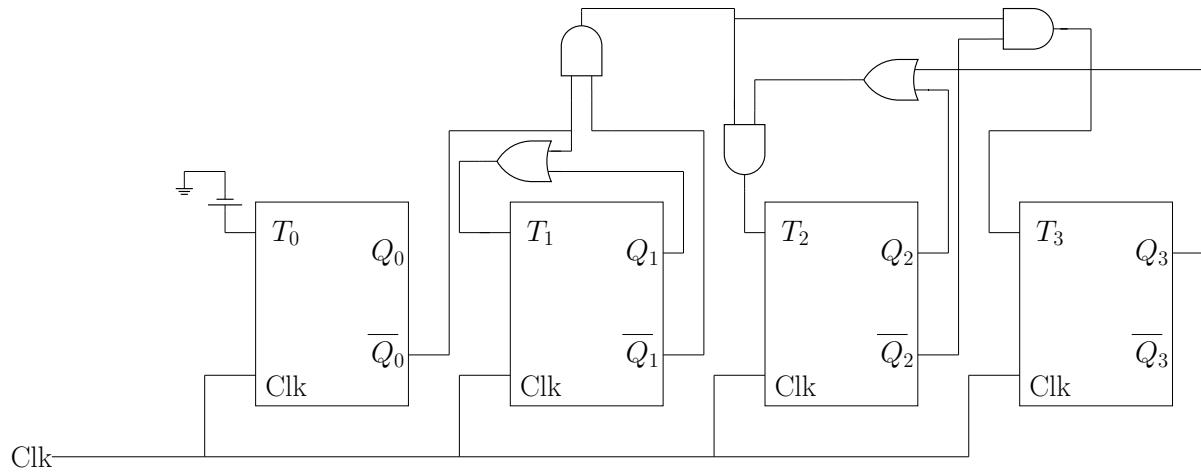 T₀
T₁
T₂
T₃
Q₀
Q₁
Q₂
Q₃
Q̅₀
Q̅₁
Q̅₂
Q̅₃
Clk
Clk
Clk
Clk
Clk